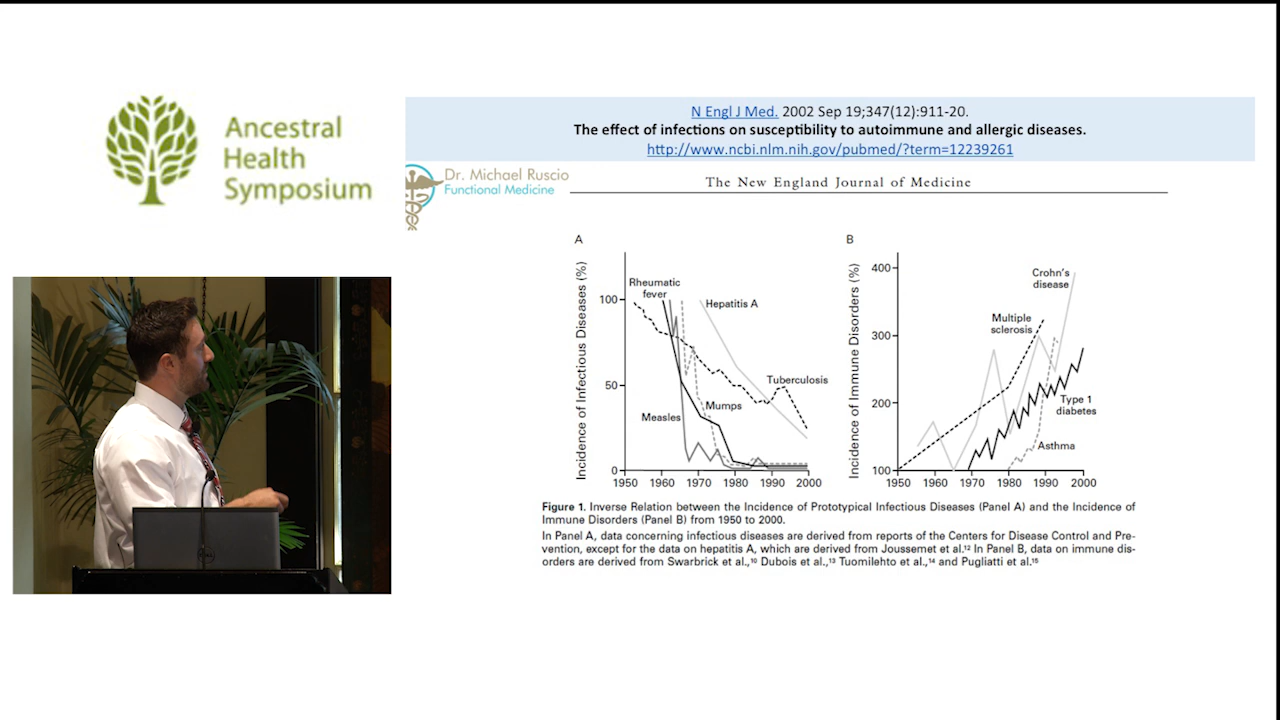 Ancestral
Health
Symposium
N Engl J Med. 2002 Sep 19;347(12):911-20.
The effect of infections on susceptibility to autoimmune and allergic diseases.
http://www.ncbi.nlm.nih.gov/pubmed/?term=12239261
Dr. Michael Ruscio
Functional Medicine
The New England Journal of Medicine
A
Incidence of Infectious Diseases (%)
100
50
0
1950 1960 1970 1980 1990 2000
Rheumatic
fever
Hepatitis A
Tuberculosis
Mumps
Measles
B
Incidence of Immune Disorders (%)
400
300
200
100
1950 1960 1970 1980 1990 2000
Crohn's
disease
Multiple
sclerosis
Type 1
diabetes
Asthma
Figure 1. Inverse Relation between the Incidence of Prototypical Infectious Diseases (Panel A) and the Incidence of
Immune Disorders (Panel B) from 1950 to 2000.
In Panel A, data concerning infectious diseases are derived from reports of the Centers for Disease Control and Pre-
vention, except for the data on hepatitis A, which are derived from Joussemet et al.¹² In Panel B, data on immune dis-
orders are derived from Swarbrick et al.,¹⁰ Dubois et al.,¹³ Tuomilehto et al.,¹⁴ and Pugliatti et al.¹⁵